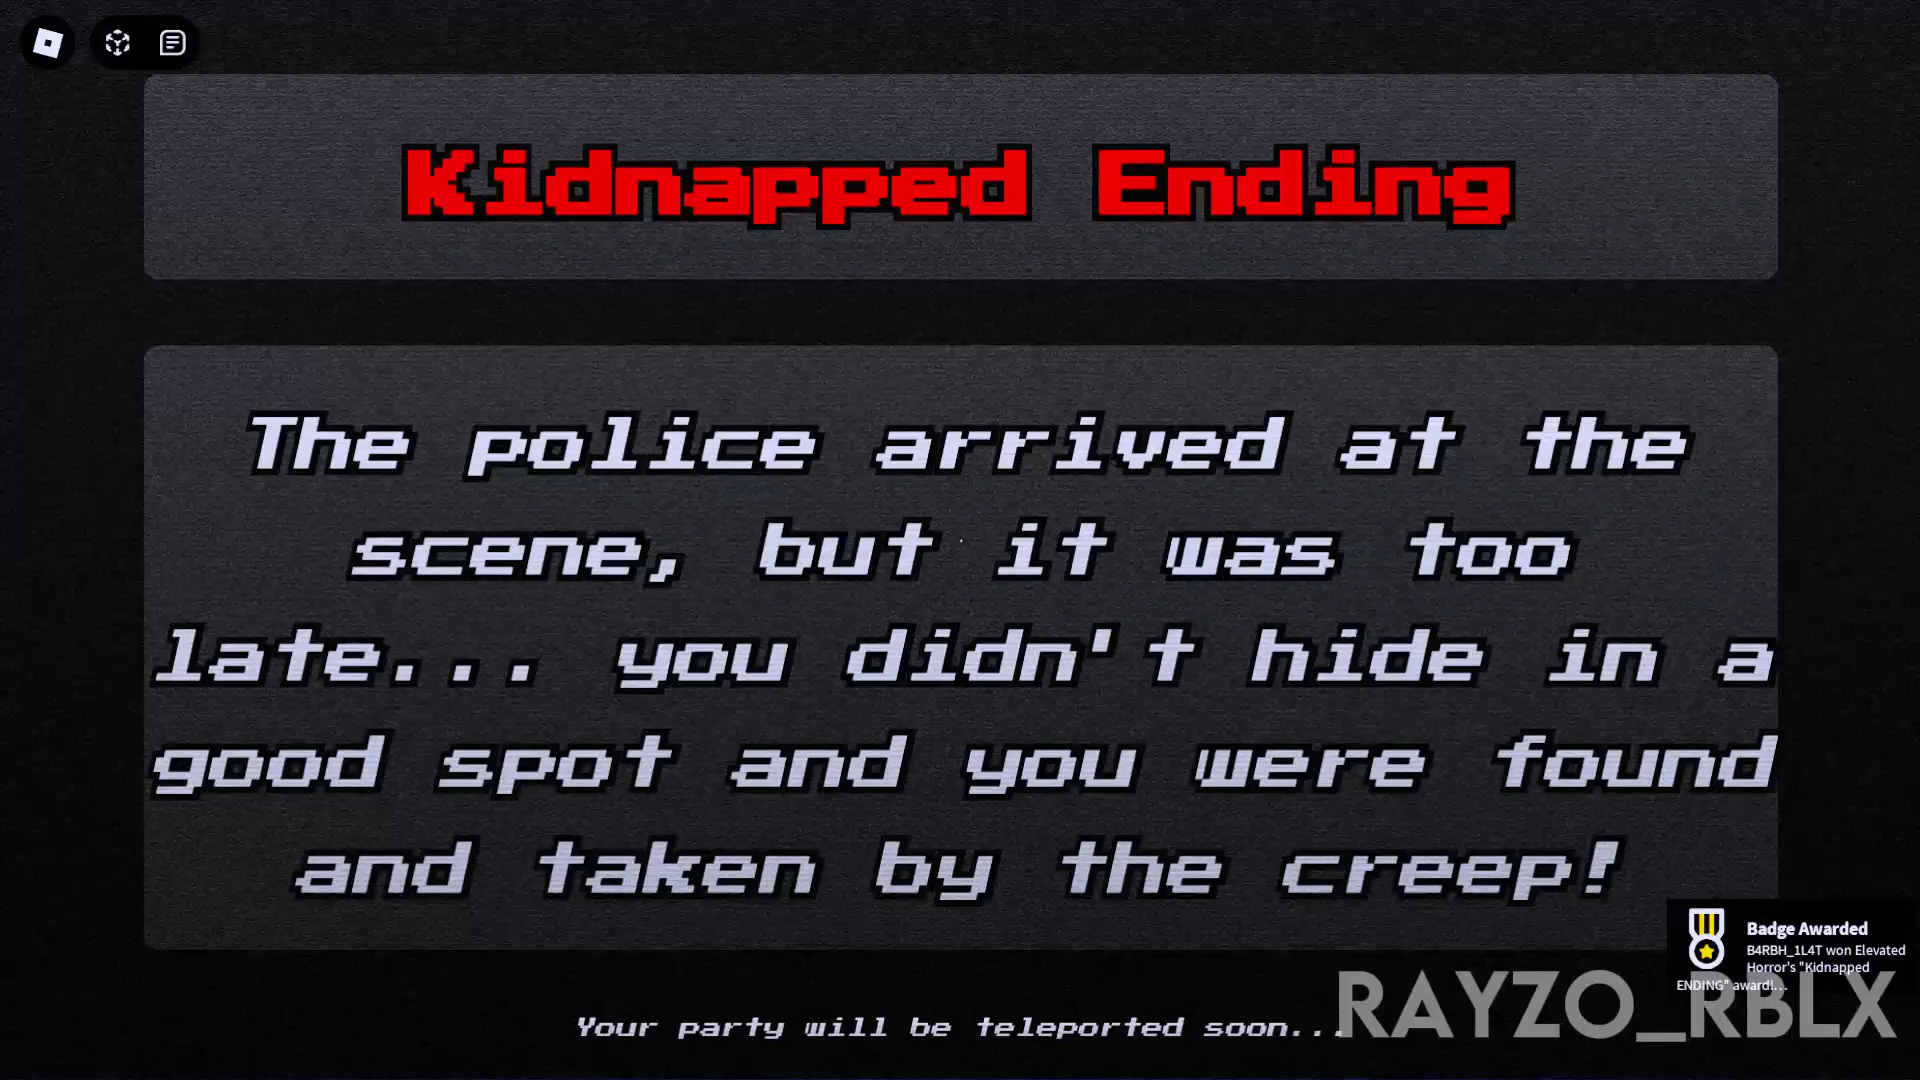 Kidnapped Ending
The police arrived at the
scene, but it was too
late... you didn't hide in a
good spot and you were found
and taken by the creep!
Badge Awarded
B4RBH_1L4T won Elevated
Horror's "Kidnapped
ENDING" award!...
Your party will be teleported soon...
RAYZO_RBLX